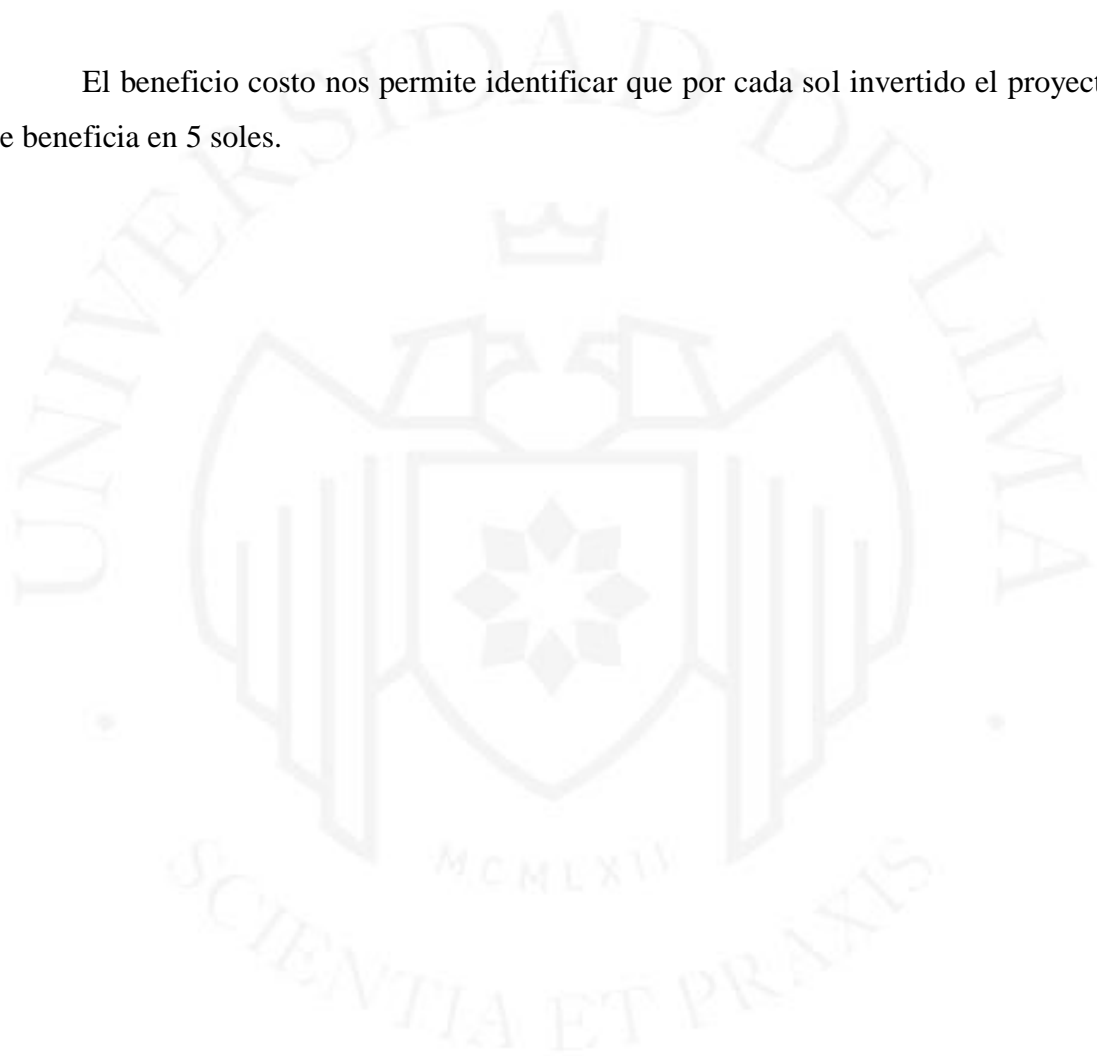 El beneficio costo nos permite identificar que por cada sol invertido el proyect
e beneficia en 5 soles.
UNIVERSIDAD DE LIMA
MCMLXII
SCIENTIA ET PRAXIS